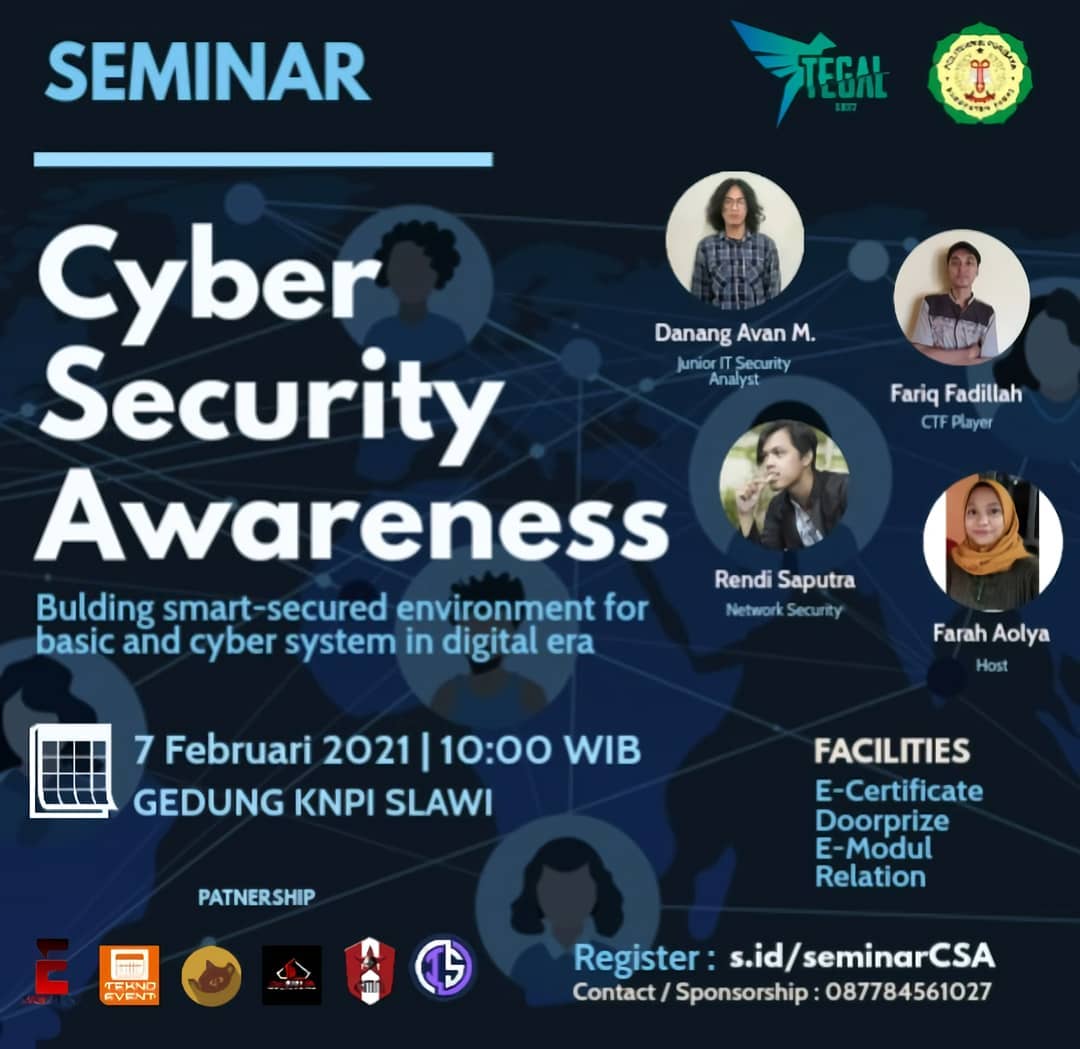 SEMINAR
TEGAL
Cyber
Security
Awareness
Bulding smart-secured environment for
basic and cyber system in digital era
Danang Avan M.
Junior IT Security
Analyst
Fariq Fadillah
CTF Player
Rendi Saputra
Network Security
Farah Aolya
Host
7 Februari 2021 | 10:00 WIB
GEDUNG KNPI SLAWI
FACILITIES
E-Certificate
Doorprize
E-Modul
Relation
PATNERSHIP
TEKNO
EVENT
Register : s.id/seminarCSA
Contact / Sponsorship : 087784561027